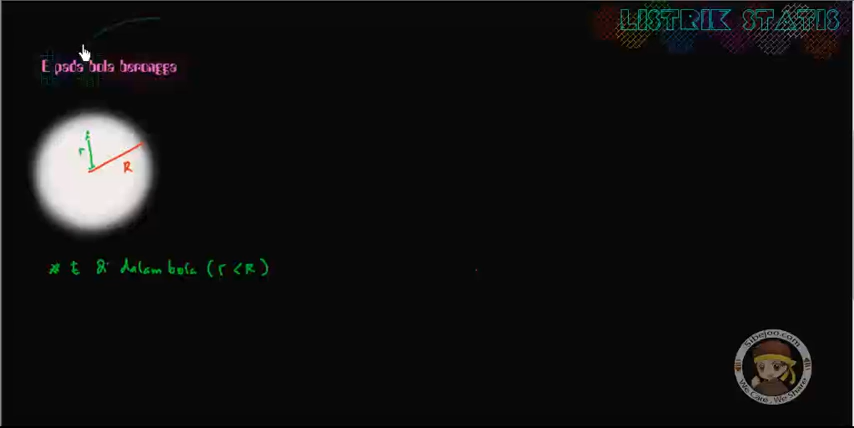 LISTRIK STATIS
E pada bola berongga
r
R
* E di dalam bola (r < R)
Sibejoo.com
We Care, We Share